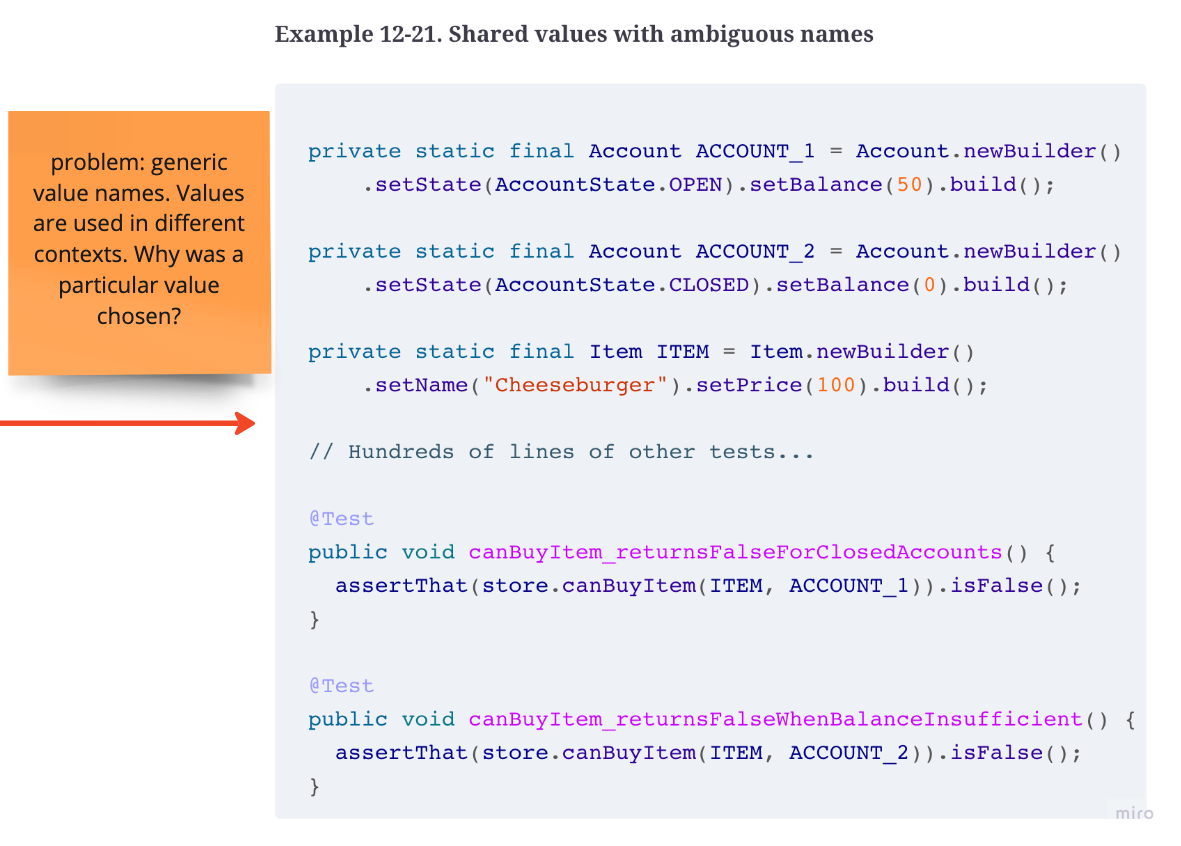 Example 12-21. Shared values with ambiguous names
problem: generic
value names. Values
are used in different
contexts. Why was a
particular value
chosen?
private static final Account ACCOUNT_1 = Account.newBuilder()
    .setState(AccountState.OPEN).setBalance(50).build();
private static final Account ACCOUNT_2 = Account.newBuilder()
    .setState(AccountState.CLOSED).setBalance(0).build();
private static final Item ITEM = Item.newBuilder()
    .setName("Cheeseburger").setPrice(100).build();
// Hundreds of lines of other tests...
@Test
public void canBuyItem_returnsFalseForClosedAccounts() {
  assertThat(store.canBuyItem(ITEM, ACCOUNT_1)).isFalse();
}
@Test
public void canBuyItem_returnsFalseWhenBalanceInsufficient() {
  assertThat(store.canBuyItem(ITEM, ACCOUNT_2)).isFalse();
}
miro